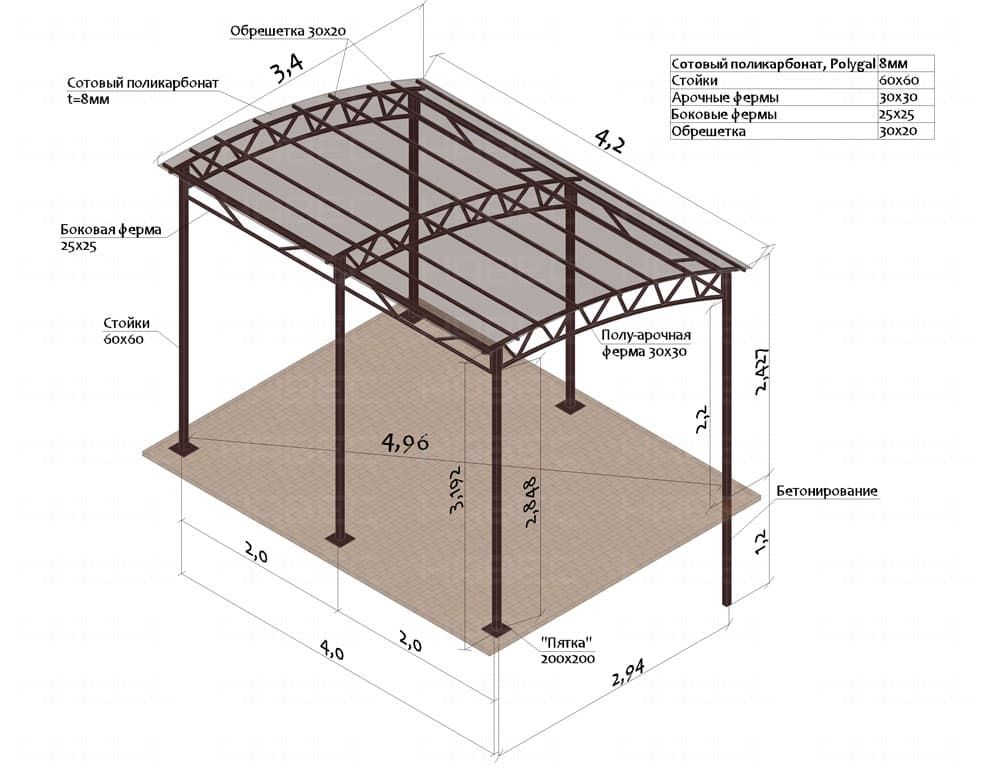 Обрешетка 30х20
3,4
Сотовый поликарбонат
t=8мм
4,2
Сотовый поликарбонат, Polygal 8мм
Стойки 60х60
Арочные фермы 30х30
Боковые фермы 25х25
Обрешетка 30х20
Боковая ферма
25х25
Стойки
60х60
Полу-арочная
ферма 30х30
2,427
2,2
4,96
3,192
2,848
Бетонирование
1,2
2,0
2,0
4,0
"Пятка"
200х200
2,94